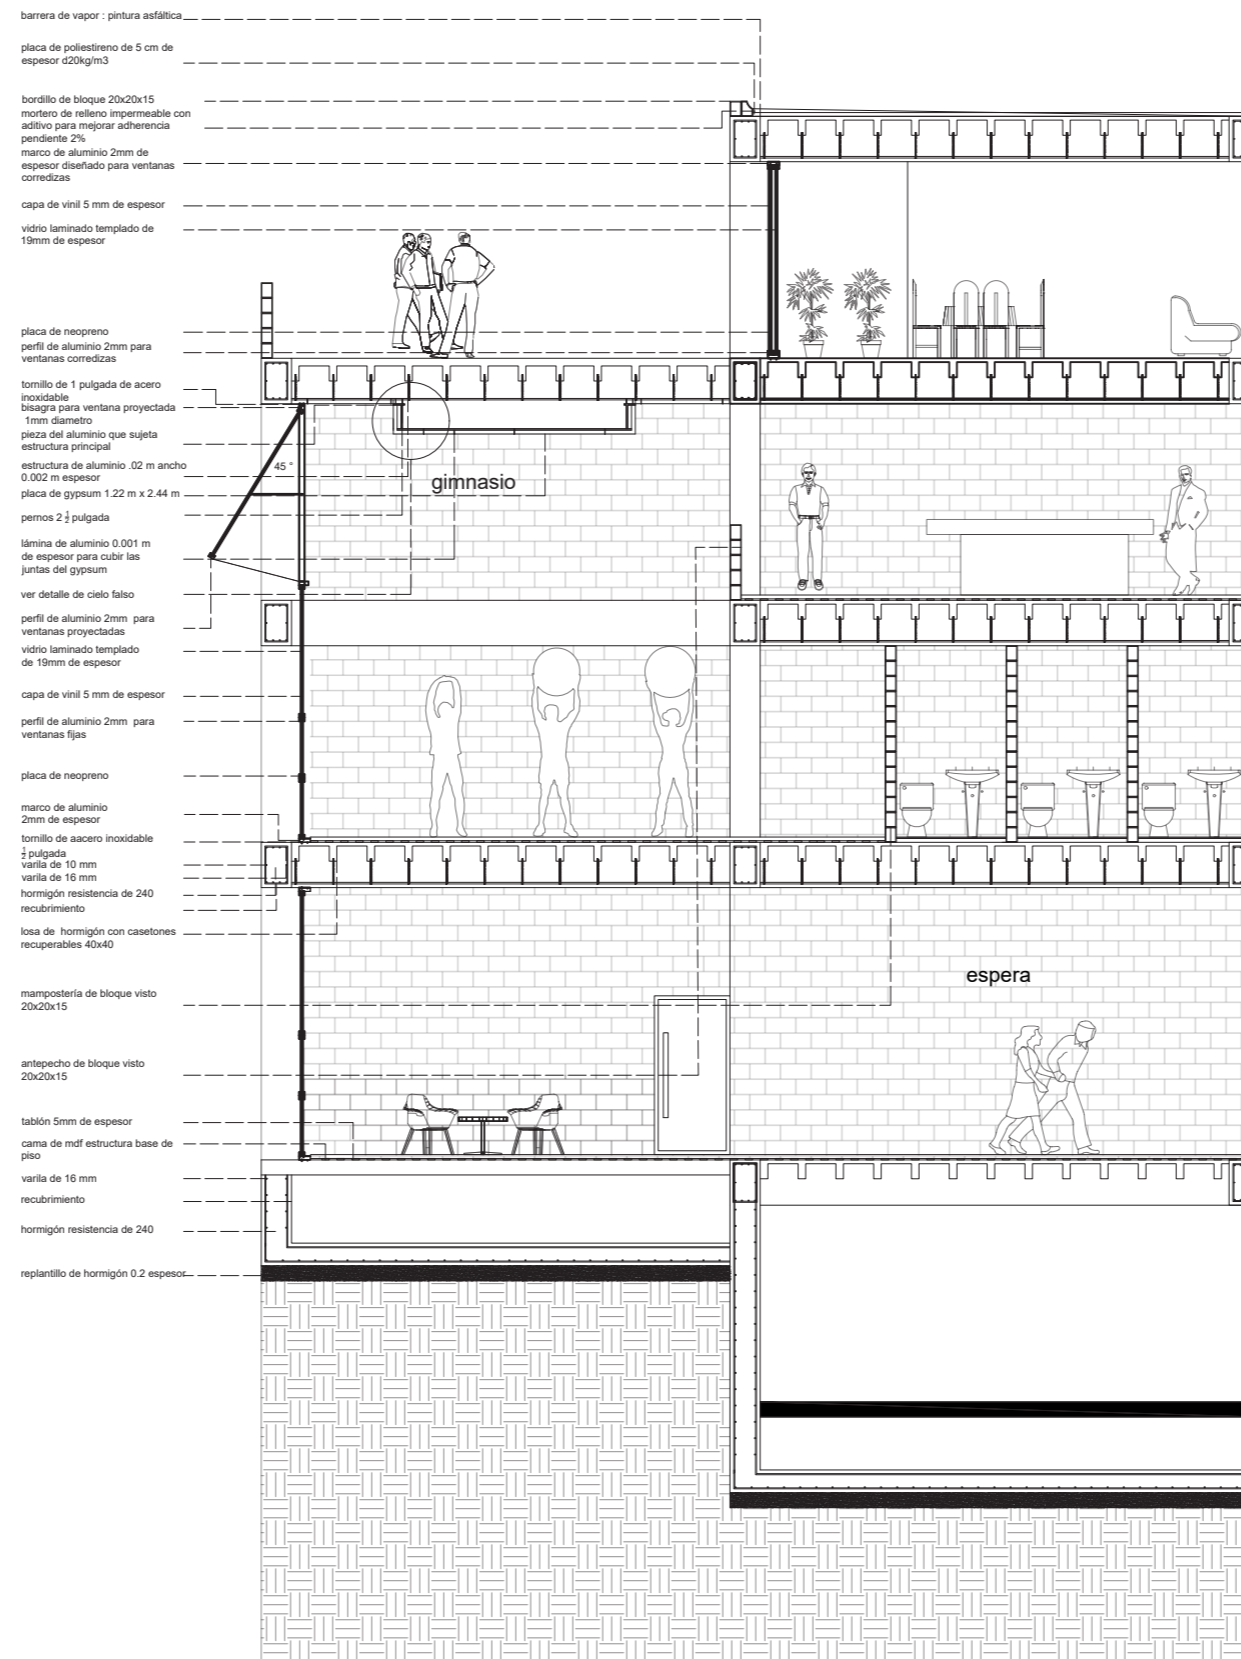 barrera de vapor : pintura asfáltica
placa de poliestireno de 5 cm de
espesor d20kg/m3
bordillo de bloque 20x20x15
mortero de relleno impermeable con
aditivo para mejorar adherencia
pendiente 2%
marco de aluminio 2mm de
espesor diseñado para ventanas
corredizas
capa de vinil 5 mm de espesor
vidrio laminado templado de
19mm de espesor
placa de neopreno
perfil de aluminio 2mm para
ventanas corredizas
tornillo de 1 pulgada de acero
inoxidable
bisagra para ventana proyectada
1mm diametro
pieza del aluminio que sujeta
estructura principal
estructura de aluminio .02 m ancho
0.002 m espesor
45 °
gimnasio
placa de gypsum 1.22 m x 2.44 m
pernos 2 ½ pulgada
lámina de aluminio 0.001 m
de espesor para cubir las
juntas del gypsum
ver detalle de cielo falso
perfil de aluminio 2mm para
ventanas proyectadas
vidrio laminado templado
de 19mm de espesor
capa de vinil 5 mm de espesor
perfil de aluminio 2mm para
ventanas fijas
placa de neopreno
marco de aluminio
2mm de espesor
tornillo de aacero inoxidable
½ pulgada
varila de 10 mm
varila de 16 mm
hormigón resistencia de 240
recubrimiento
losa de hormigón con casetones
recuperables 40x40
espera
mampostería de bloque visto
20x20x15
antepecho de bloque visto
20x20x15
tablón 5mm de espesor
cama de mdf estructura base de
piso
varila de 16 mm
recubrimiento
hormigón resistencia de 240
replantillo de hormigón 0.2 espesor